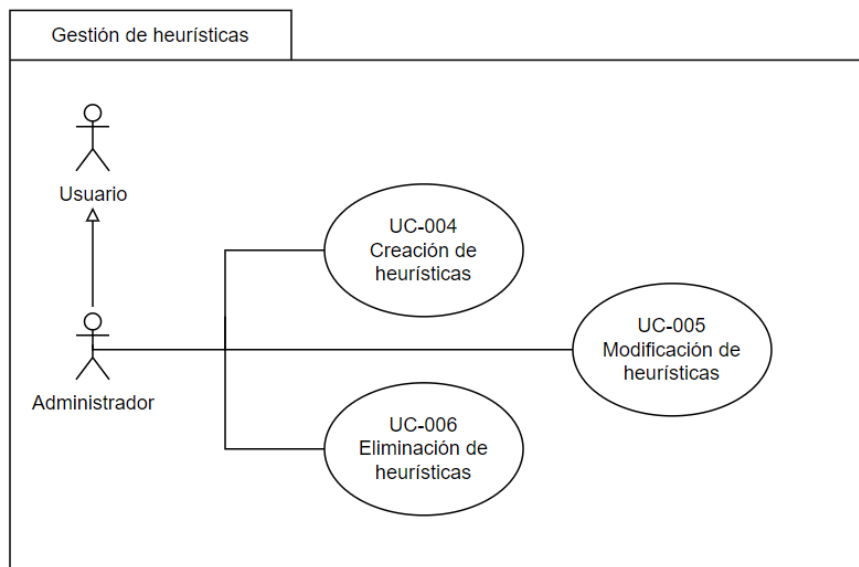 Gestión de heurísticas
Usuario
UC-004
Creación de
heurísticas
UC-005
Modificación de
heurísticas
Administrador
UC-006
Eliminación de
heurísticas